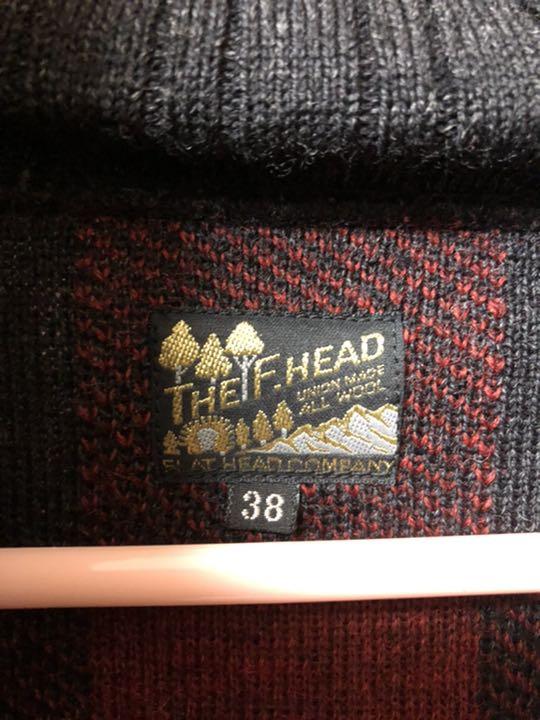 THE F.HEAD
UNION MADE
ALL WOOL
FLAT HEAD COMPANY
38